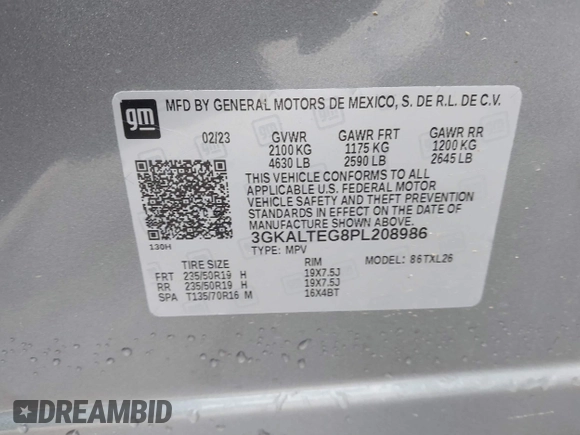 gm
MFD BY GENERAL MOTORS DE MEXICO, S. DE R.L. DE C.V.
02/23 GVWR GAWR FRT GAWR RR
2100 KG 1175 KG 1200 KG
4630 LB 2590 LB 2645 LB
THIS VEHICLE CONFORMS TO ALL
APPLICABLE U.S. FEDERAL MOTOR
VEHICLE SAFETY AND THEFT PREVENTION
STANDARDS IN EFFECT ON THE DATE OF
MANUFACTURE SHOWN ABOVE.
3GKALTEG8PL208986
130H TYPE: MPV MODEL: 86TXL26
TIRE SIZE RIM
FRT 235/50R19 H 19X7.5J
RR 235/50R19 H 19X7.5J
SPA T135/70R16 M 16X4BT
DREAMBID